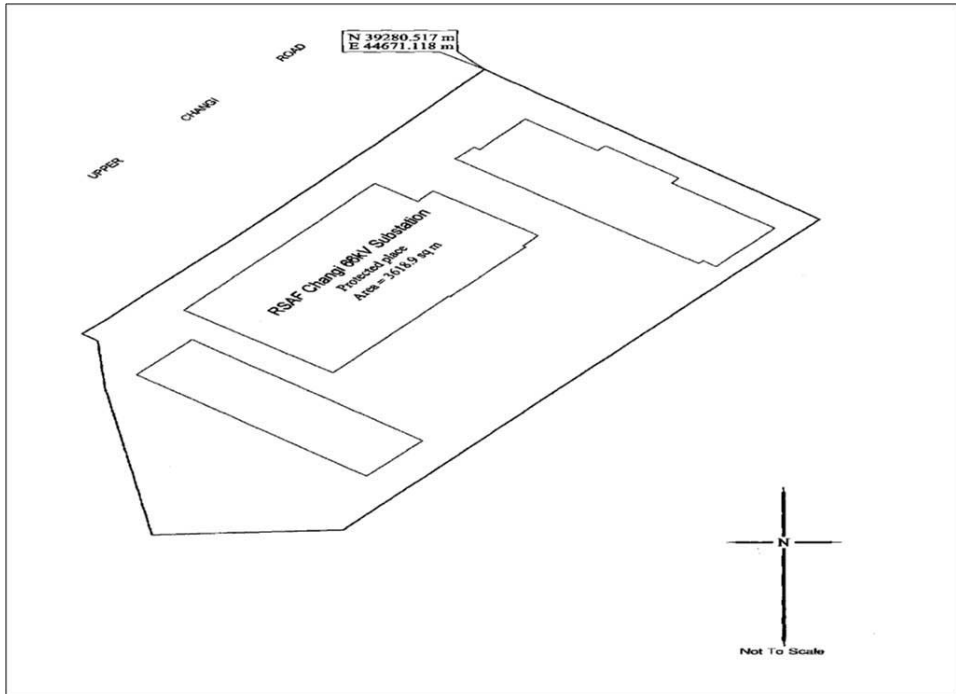 N 39280.517 m
E 44671.118 m
UPPER CHANGI ROAD
RSAF Changi 66kV Substation
Protected place
Area = 3618.9 sq m
N
Not To Scale